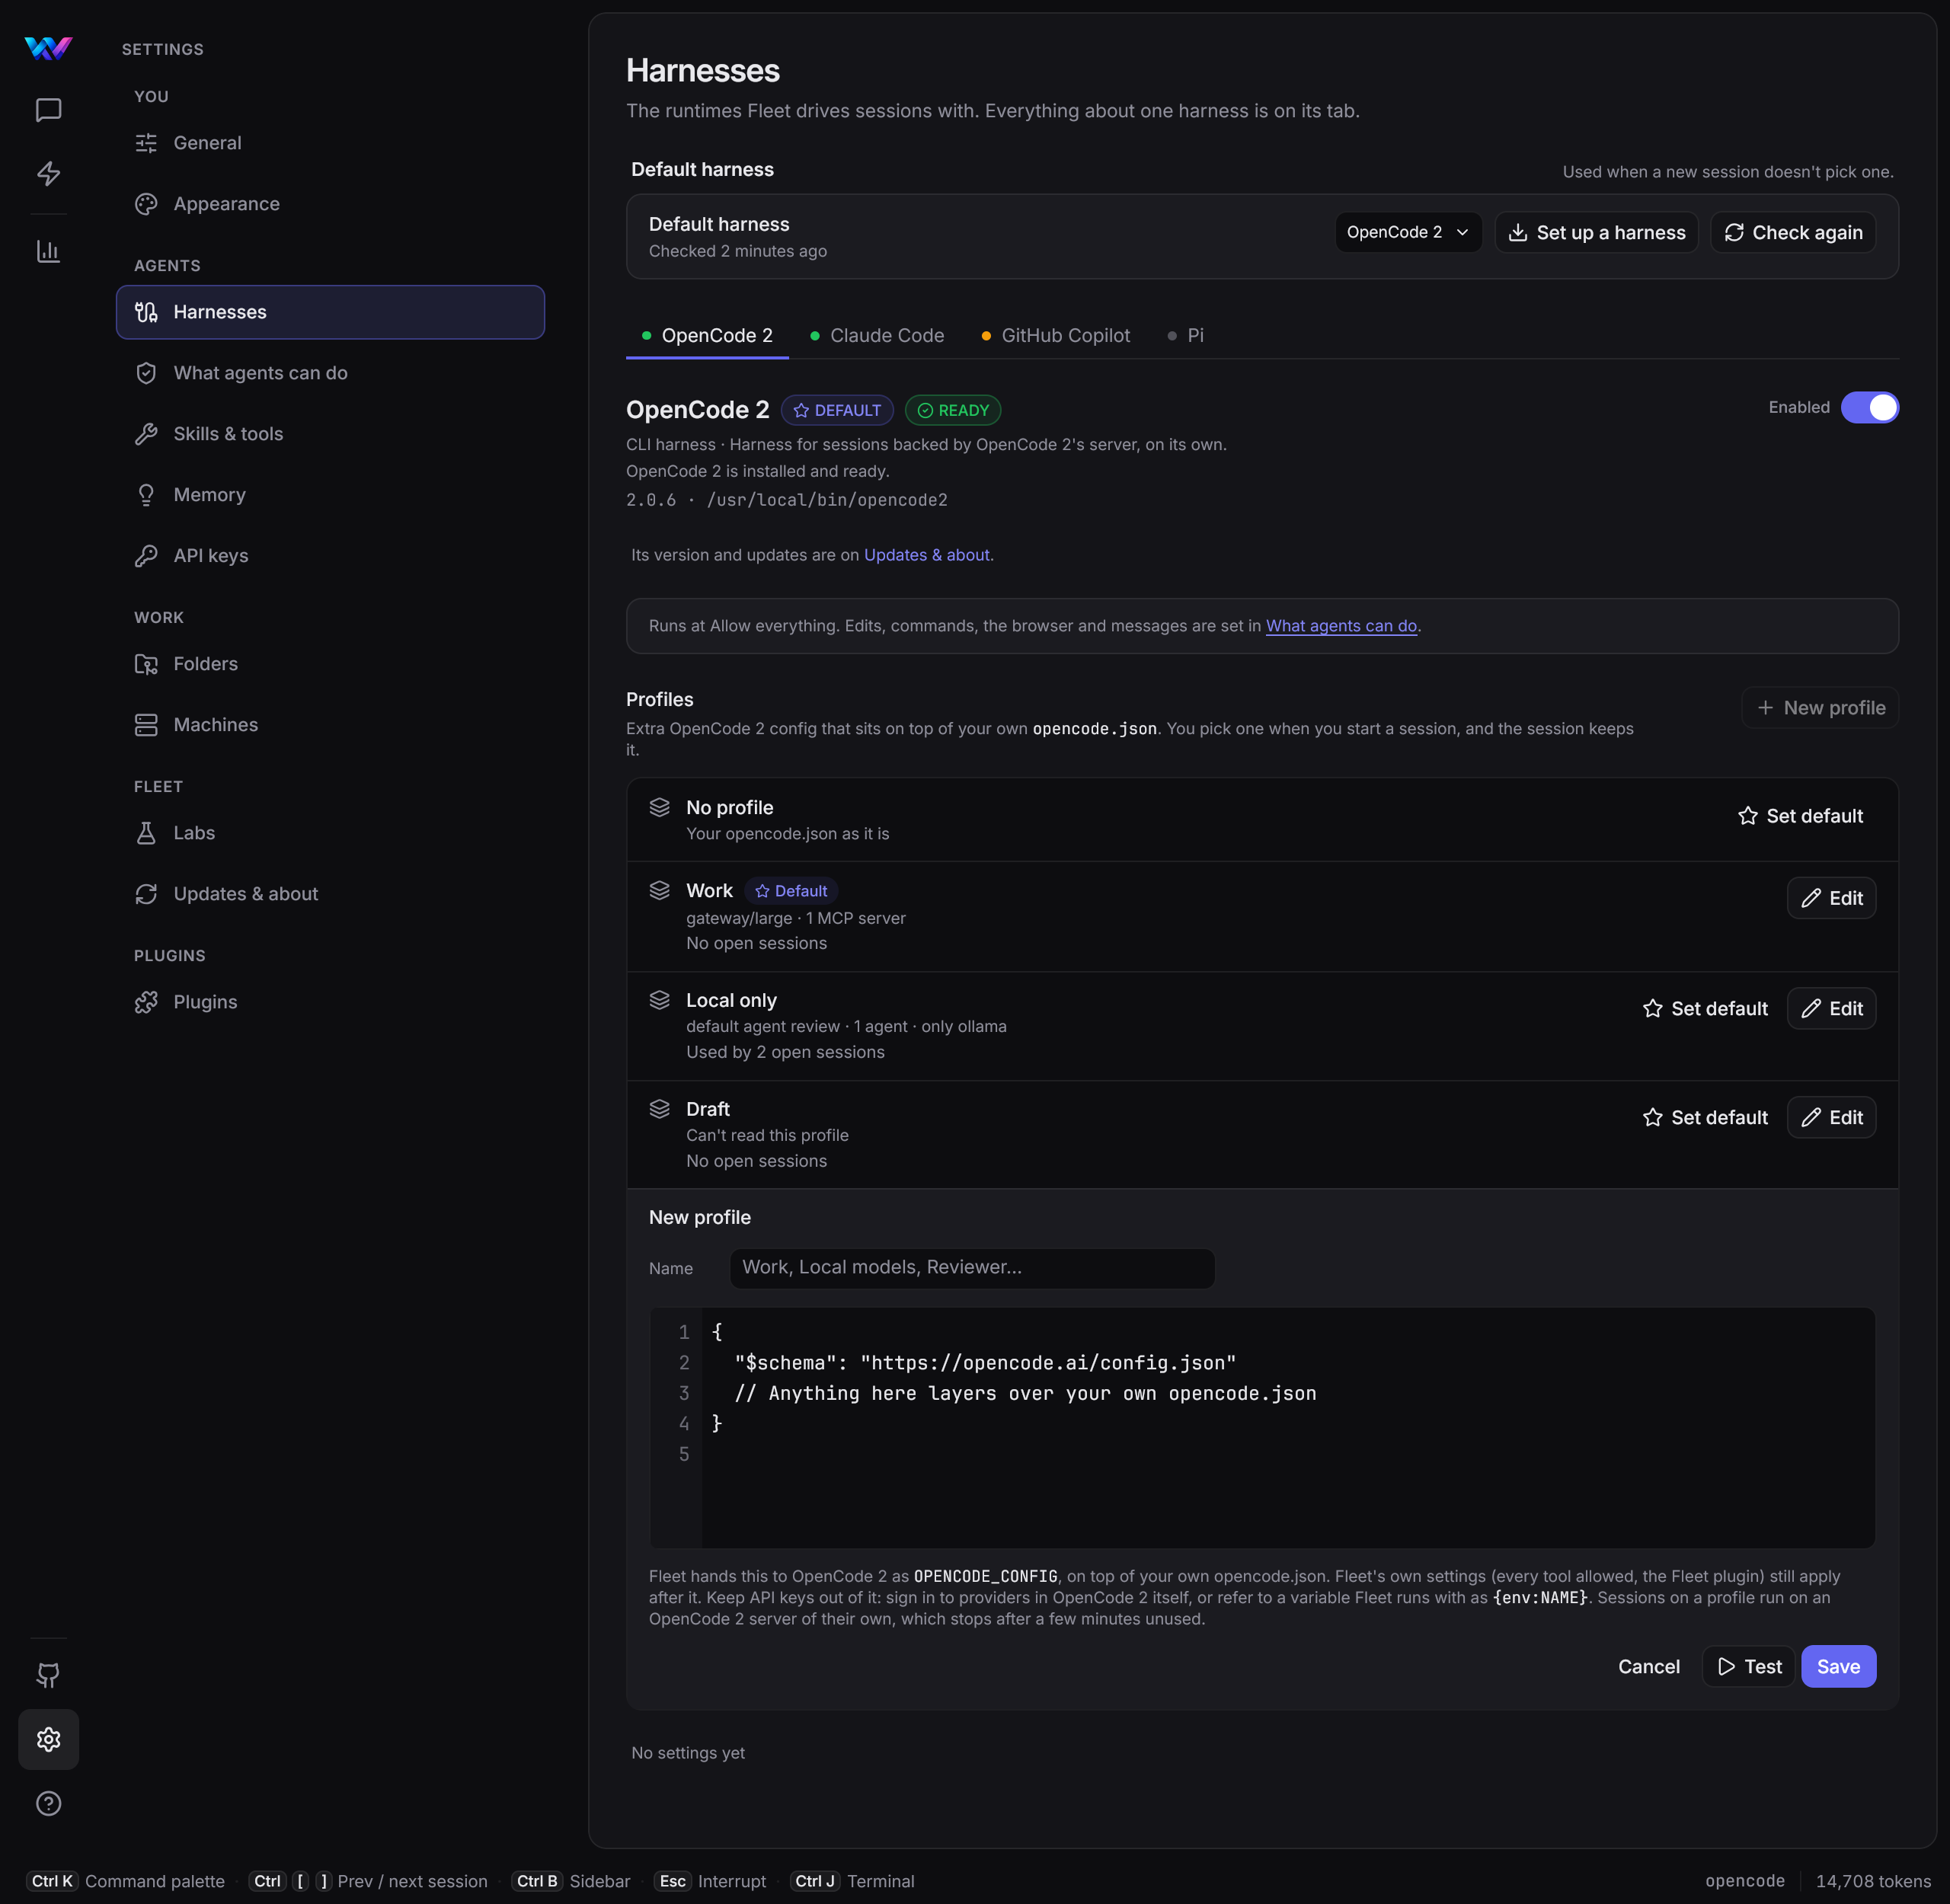 SETTINGS
YOU
General
Appearance
AGENTS
Harnesses
What agents can do
Skills & tools
Memory
API keys
WORK
Folders
Machines
FLEET
Labs
Updates & about
PLUGINS
Plugins
Harnesses
The runtimes Fleet drives sessions with. Everything about one harness is on its tab.
Default harness
Used when a new session doesn't pick one.
Default harness
Checked 2 minutes ago
OpenCode 2
Set up a harness
Check again
OpenCode 2
Claude Code
GitHub Copilot
Pi
OpenCode 2
DEFAULT
READY
Enabled
CLI harness · Harness for sessions backed by OpenCode 2's server, on its own.
OpenCode 2 is installed and ready.
2.0.6 · /usr/local/bin/opencode2
Its version and updates are on Updates & about.
Runs at Allow everything. Edits, commands, the browser and messages are set in What agents can do.
Profiles
New profile
Extra OpenCode 2 config that sits on top of your own opencode.json. You pick one when you start a session, and the session keeps
it.
No profile
Your opencode.json as it is
Set default
Work
Default
gateway/large · 1 MCP server
No open sessions
Edit
Local only
default agent review · 1 agent · only ollama
Used by 2 open sessions
Set default
Edit
Draft
Can't read this profile
No open sessions
Set default
Edit
New profile
Name
Work, Local models, Reviewer...
1 {
2 "$schema": "https://opencode.ai/config.json"
3 // Anything here layers over your own opencode.json
4 }
5
Fleet hands this to OpenCode 2 as OPENCODE_CONFIG, on top of your own opencode.json. Fleet's own settings (every tool allowed, the Fleet plugin) still apply
after it. Keep API keys out of it: sign in to providers in OpenCode 2 itself, or refer to a variable Fleet runs with as {env:NAME}. Sessions on a profile run on an
OpenCode 2 server of their own, which stops after a few minutes unused.
Cancel
Test
Save
No settings yet
Ctrl K Command palette · Ctrl [ ] Prev / next session · Ctrl B Sidebar · Esc Interrupt · Ctrl J Terminal
opencode
14,708 tokens